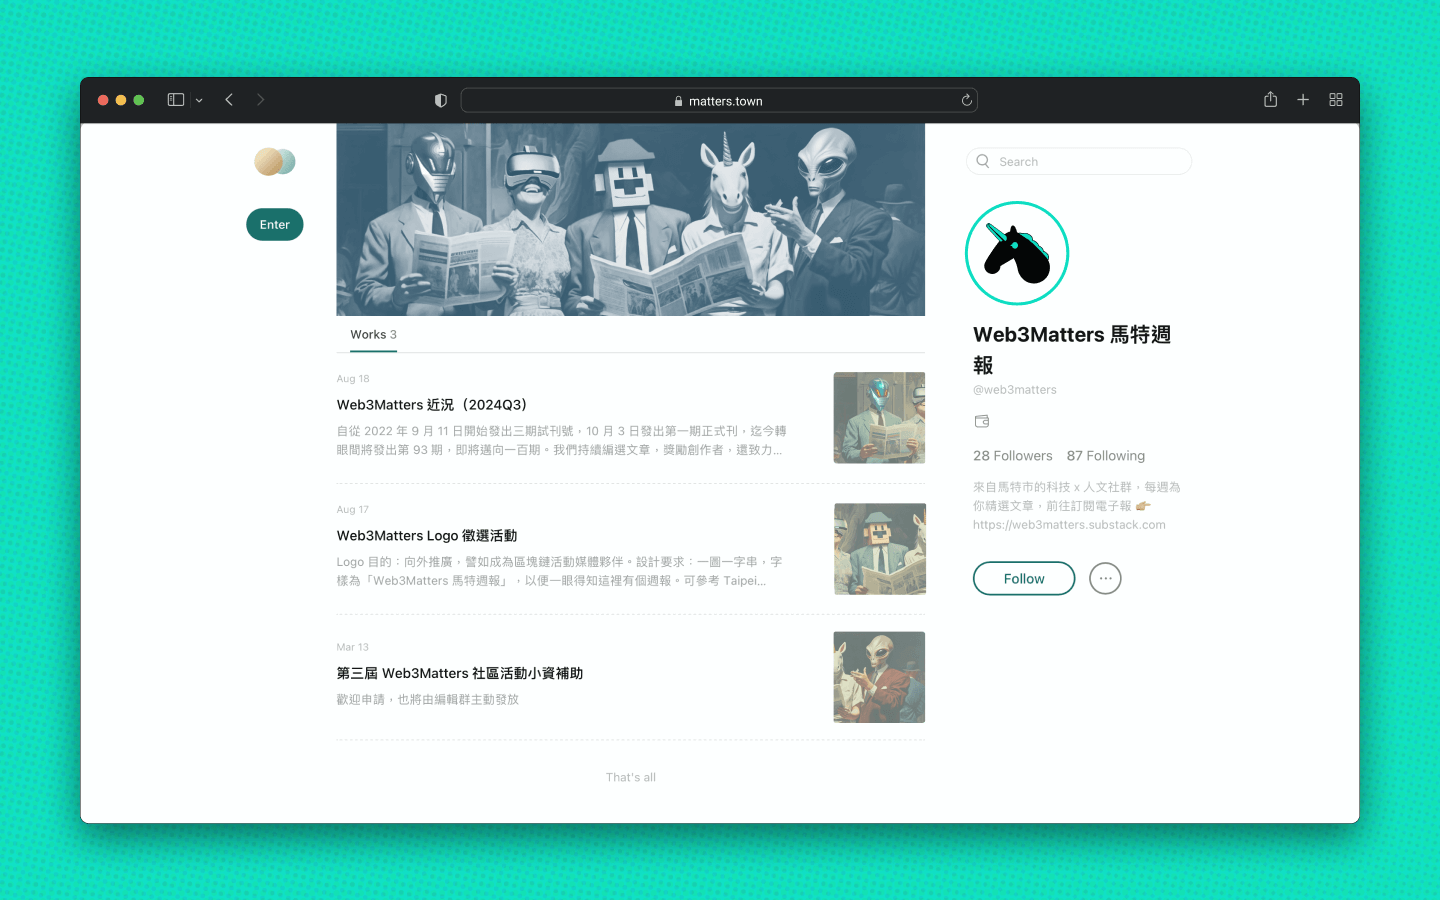 matters.town
Enter
Works 3
Aug 18
Web3Matters 近況（2024Q3）
自從 2022 年 9 月 11 日開始發出三期試刊號，10 月 3 日發出第一期正式刊，迄今轉
眼間將發出第 93 期，即將邁向一百期。我們持續編選文章，獎勵創作者，還致力...
Aug 17
Web3Matters Logo 徵選活動
Logo 目的：向外推廣，譬如成為區塊鏈活動媒體夥伴。設計要求：一圖一字串，字
樣為「Web3Matters 馬特週報」，以便一眼得知這裡有個週報。可參考 Taipei...
Mar 13
第三屆 Web3Matters 社區活動小資補助
歡迎申請，也將由編輯群主動發放
That's all
Search
Web3Matters 馬特週
報
@web3matters
28 Followers 87 Following
來自馬特市的科技 x 人文社群，每週為
你精選文章，前往訂閱電子報 👉🏼
https://web3matters.substack.com
Follow